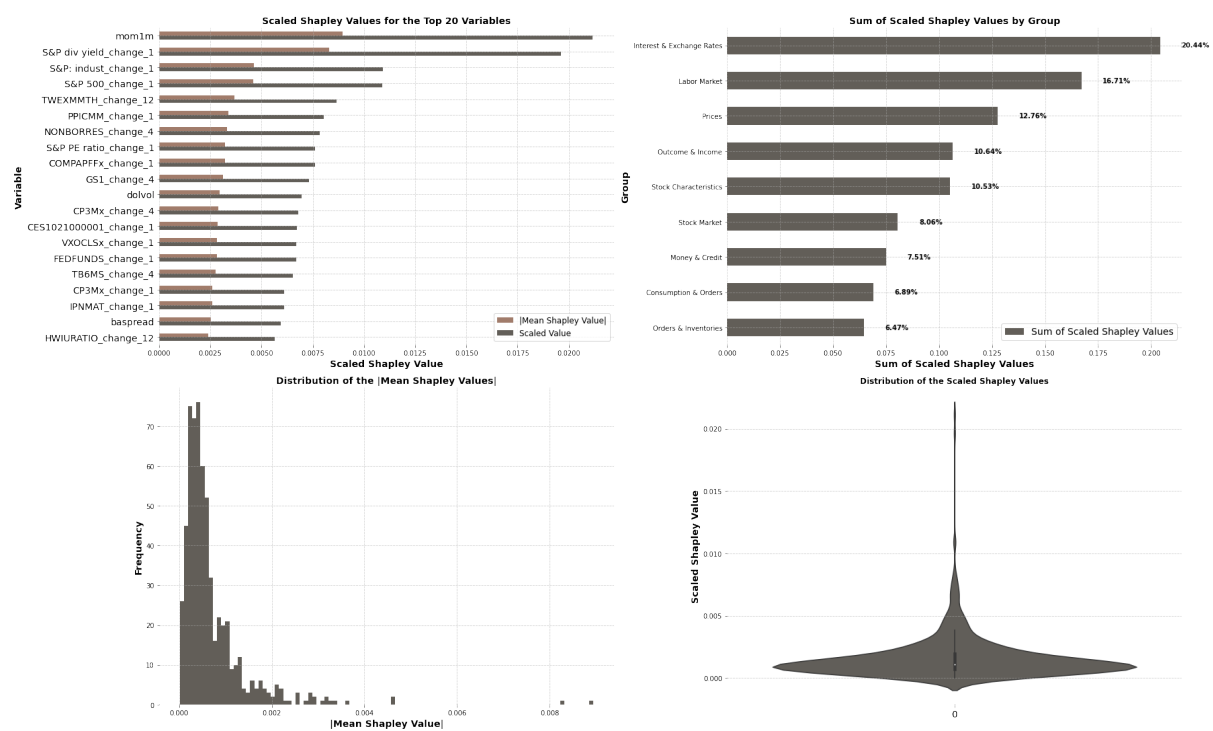 Scaled Shapley Values for the Top 20 Variables
Variable
mom1m
S&P div yield_change_1
S&P: indust_change_1
S&P 500_change_1
TWEXMMTH_change_12
PPICMM_change_1
NONBORRES_change_4
S&P PE ratio_change_1
COMPAPFFx_change_1
GS1_change_4
dolvol
CP3Mx_change_4
CES1021000001_change_1
VXOCLSx_change_1
FEDFUNDS_change_1
TB6MS_change_4
CP3Mx_change_1
IPNMAT_change_1
baspread
HWIURATIO_change_12
|Mean Shapley Value|
Scaled Value
0.0000 0.0025 0.0050 0.0075 0.0100 0.0125 0.0150 0.0175 0.0200
Scaled Shapley Value
Sum of Scaled Shapley Values by Group
Group
Interest & Exchange Rates 20.44%
Labor Market 16.71%
Prices 12.76%
Outcome & Income 10.64%
Stock Characteristics 10.53%
Stock Market 8.06%
Money & Credit 7.51%
Consumption & Orders 6.89%
Orders & Inventories 6.47%
Sum of Scaled Shapley Values
0.000 0.025 0.050 0.075 0.100 0.125 0.150 0.175 0.200
Sum of Scaled Shapley Values
Distribution of the |Mean Shapley Values|
Frequency
70
60
50
40
30
20
10
0
0.000 0.002 0.004 0.006 0.008
|Mean Shapley Value|
Distribution of the Scaled Shapley Values
Scaled Shapley Value
0.020
0.015
0.010
0.005
0.000
0